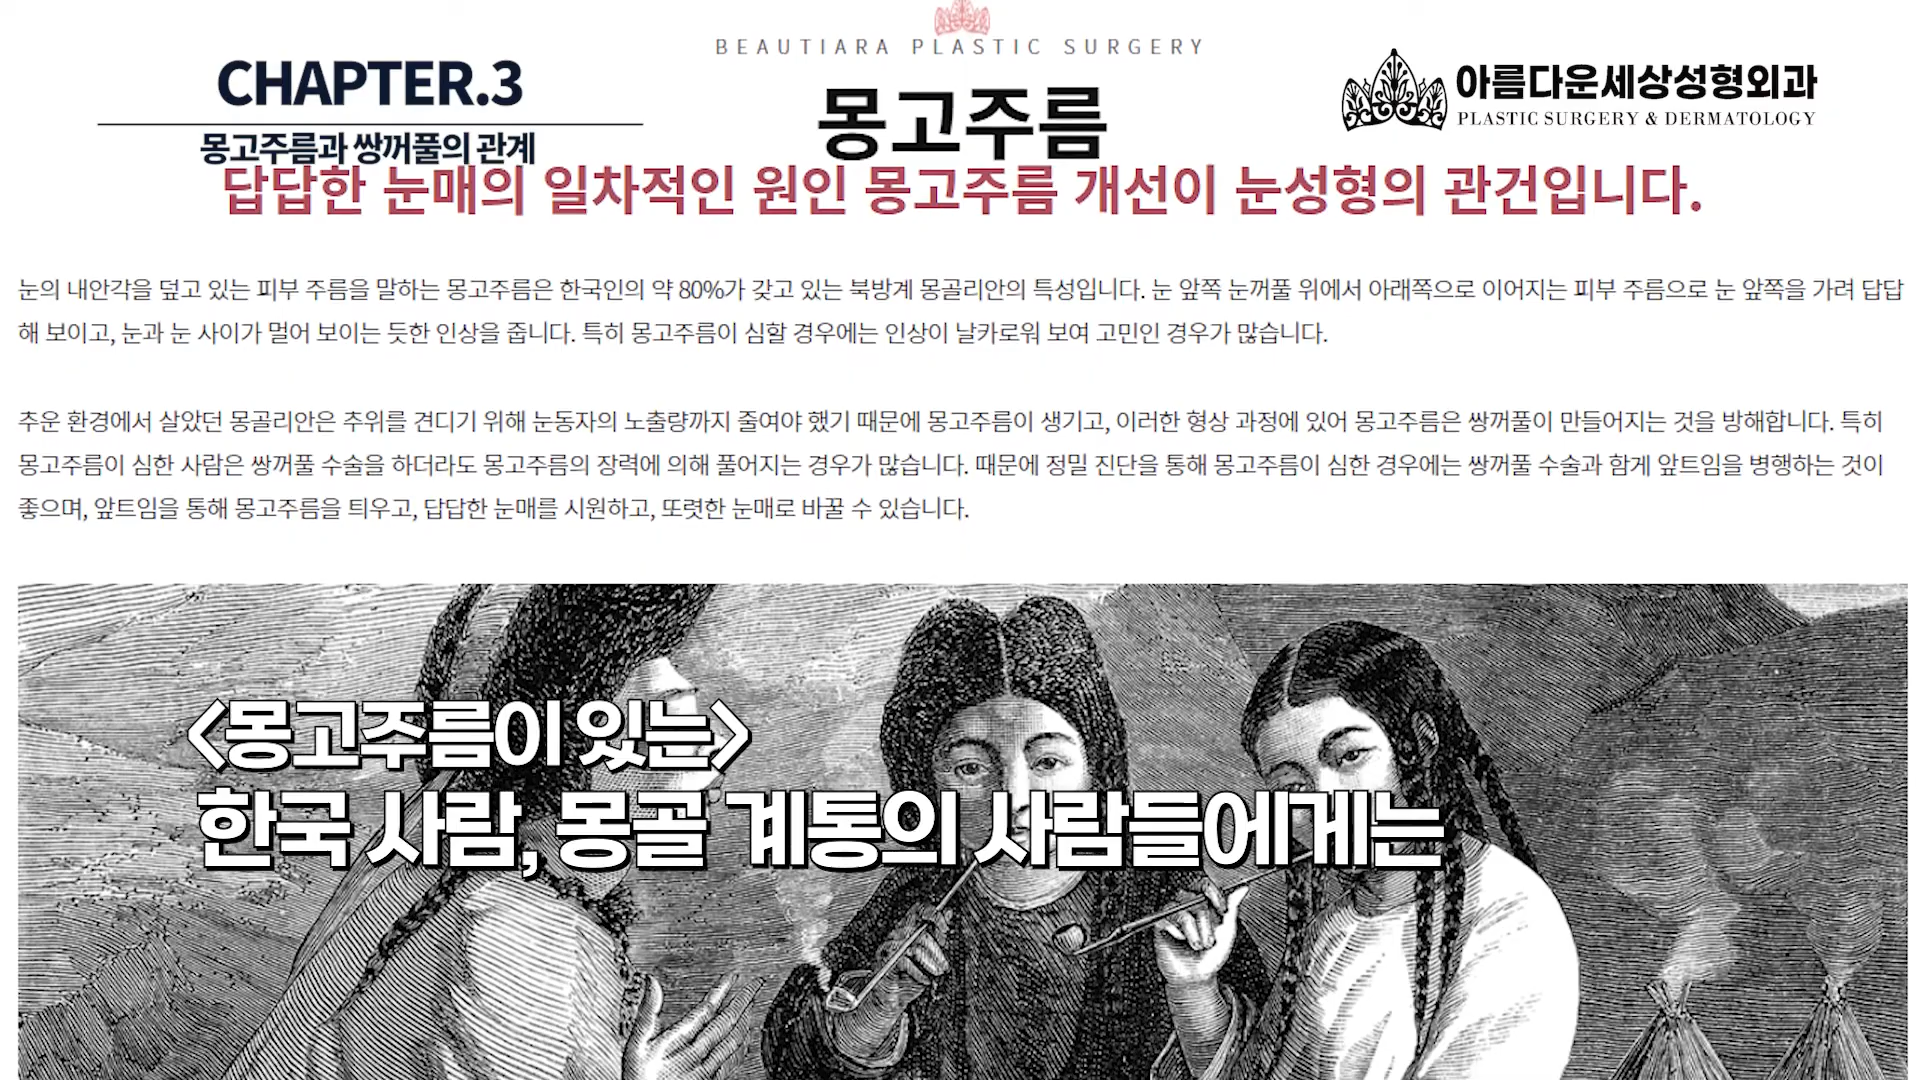 BEAUTIARA PLASTIC SURGERY
CHAPTER.3
몽고주름과 쌍꺼풀의 관계
몽고주름
아름다운세상성형외과
PLASTIC SURGERY & DERMATOLOGY
답답한 눈매의 일차적인 원인 몽고주름 개선이 눈성형의 관건입니다.
눈의 내안각을 덮고 있는 피부 주름을 말하는 몽고주름은 한국인의 약 80%가 갖고 있는 북방계 몽골리안의 특성입니다. 눈 앞쪽 눈꺼풀 위에서 아래쪽으로 이어지는 피부 주름으로 눈 앞쪽을 가려 답답
해 보이고, 눈과 눈 사이가 멀어 보이는 듯한 인상을 줍니다. 특히 몽고주름이 심할 경우에는 인상이 날카로워 보여 고민인 경우가 많습니다.
추운 환경에서 살았던 몽골리안은 추위를 견디기 위해 눈동자의 노출량까지 줄여야 했기 때문에 몽고주름이 생기고, 이러한 형상 과정에 있어 몽고주름은 쌍꺼풀이 만들어지는 것을 방해합니다. 특히
몽고주름이 심한 사람은 쌍꺼풀 수술을 하더라도 몽고주름의 장력에 의해 풀어지는 경우가 많습니다. 때문에 정밀 진단을 통해 몽고주름이 심한 경우에는 쌍꺼풀 수술과 함게 앞트임을 병행하는 것이
좋으며, 앞트임을 통해 몽고주름을 틔우고, 답답한 눈매를 시원하고, 또렷한 눈매로 바꿀 수 있습니다.
<몽고주름이 있는>
한국 사람, 몽골 계통의 사람들에게는